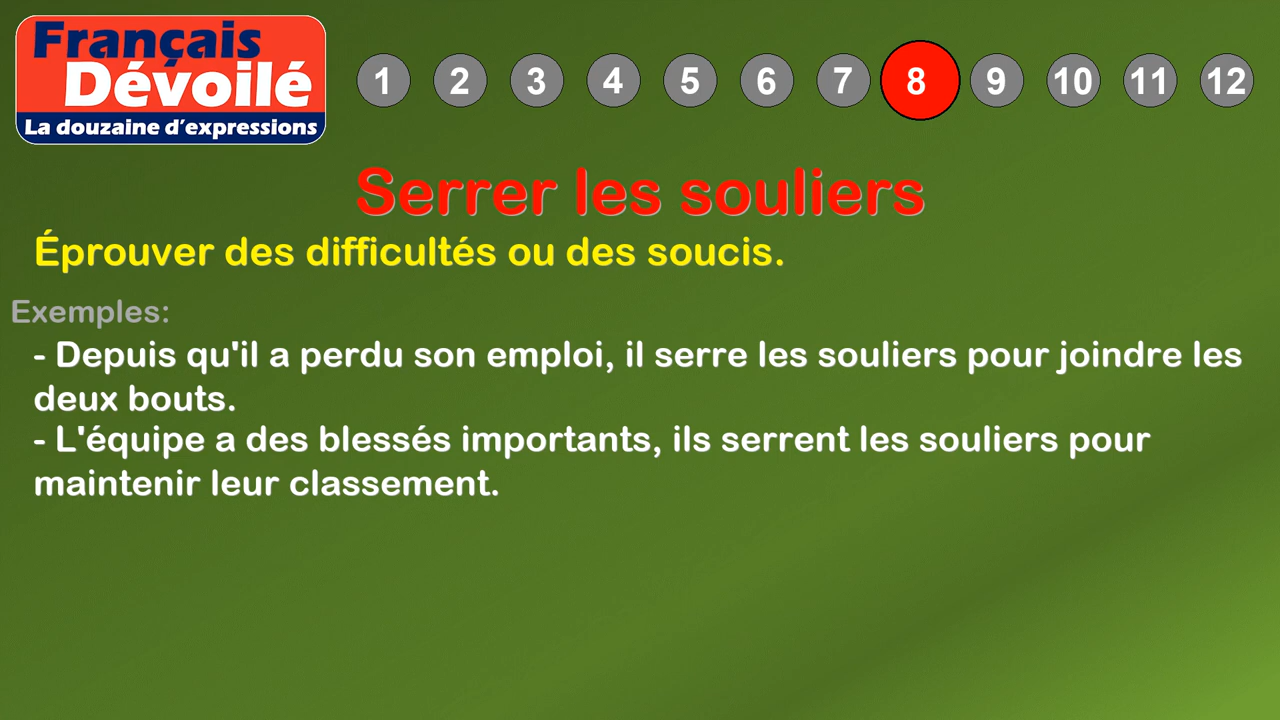 Français
Dévoilé
La douzaine d'expressions
1 2 3 4 5 6 7 8 9 10 11 12
Serrer les souliers
Éprouver des difficultés ou des soucis.
Exemples:
- Depuis qu'il a perdu son emploi, il serre les souliers pour joindre les
deux bouts.
- L'équipe a des blessés importants, ils serrent les souliers pour
maintenir leur classement.